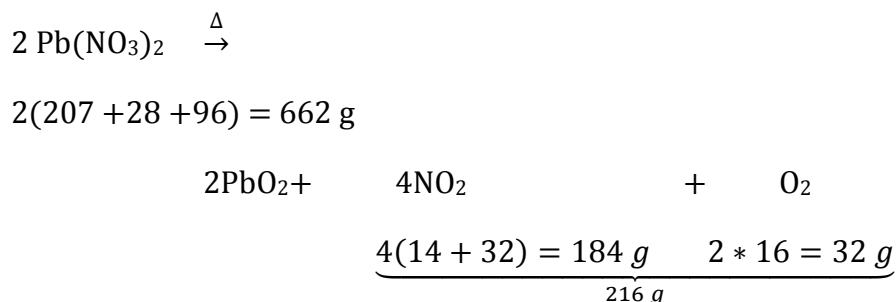 2 Pb(NO₃)₂ →Δ
2(207 +28 +96) = 662 g
2PbO₂+ 4NO₂ + O₂
4(14 + 32) = 184 g 2 * 16 = 32 g
216 g